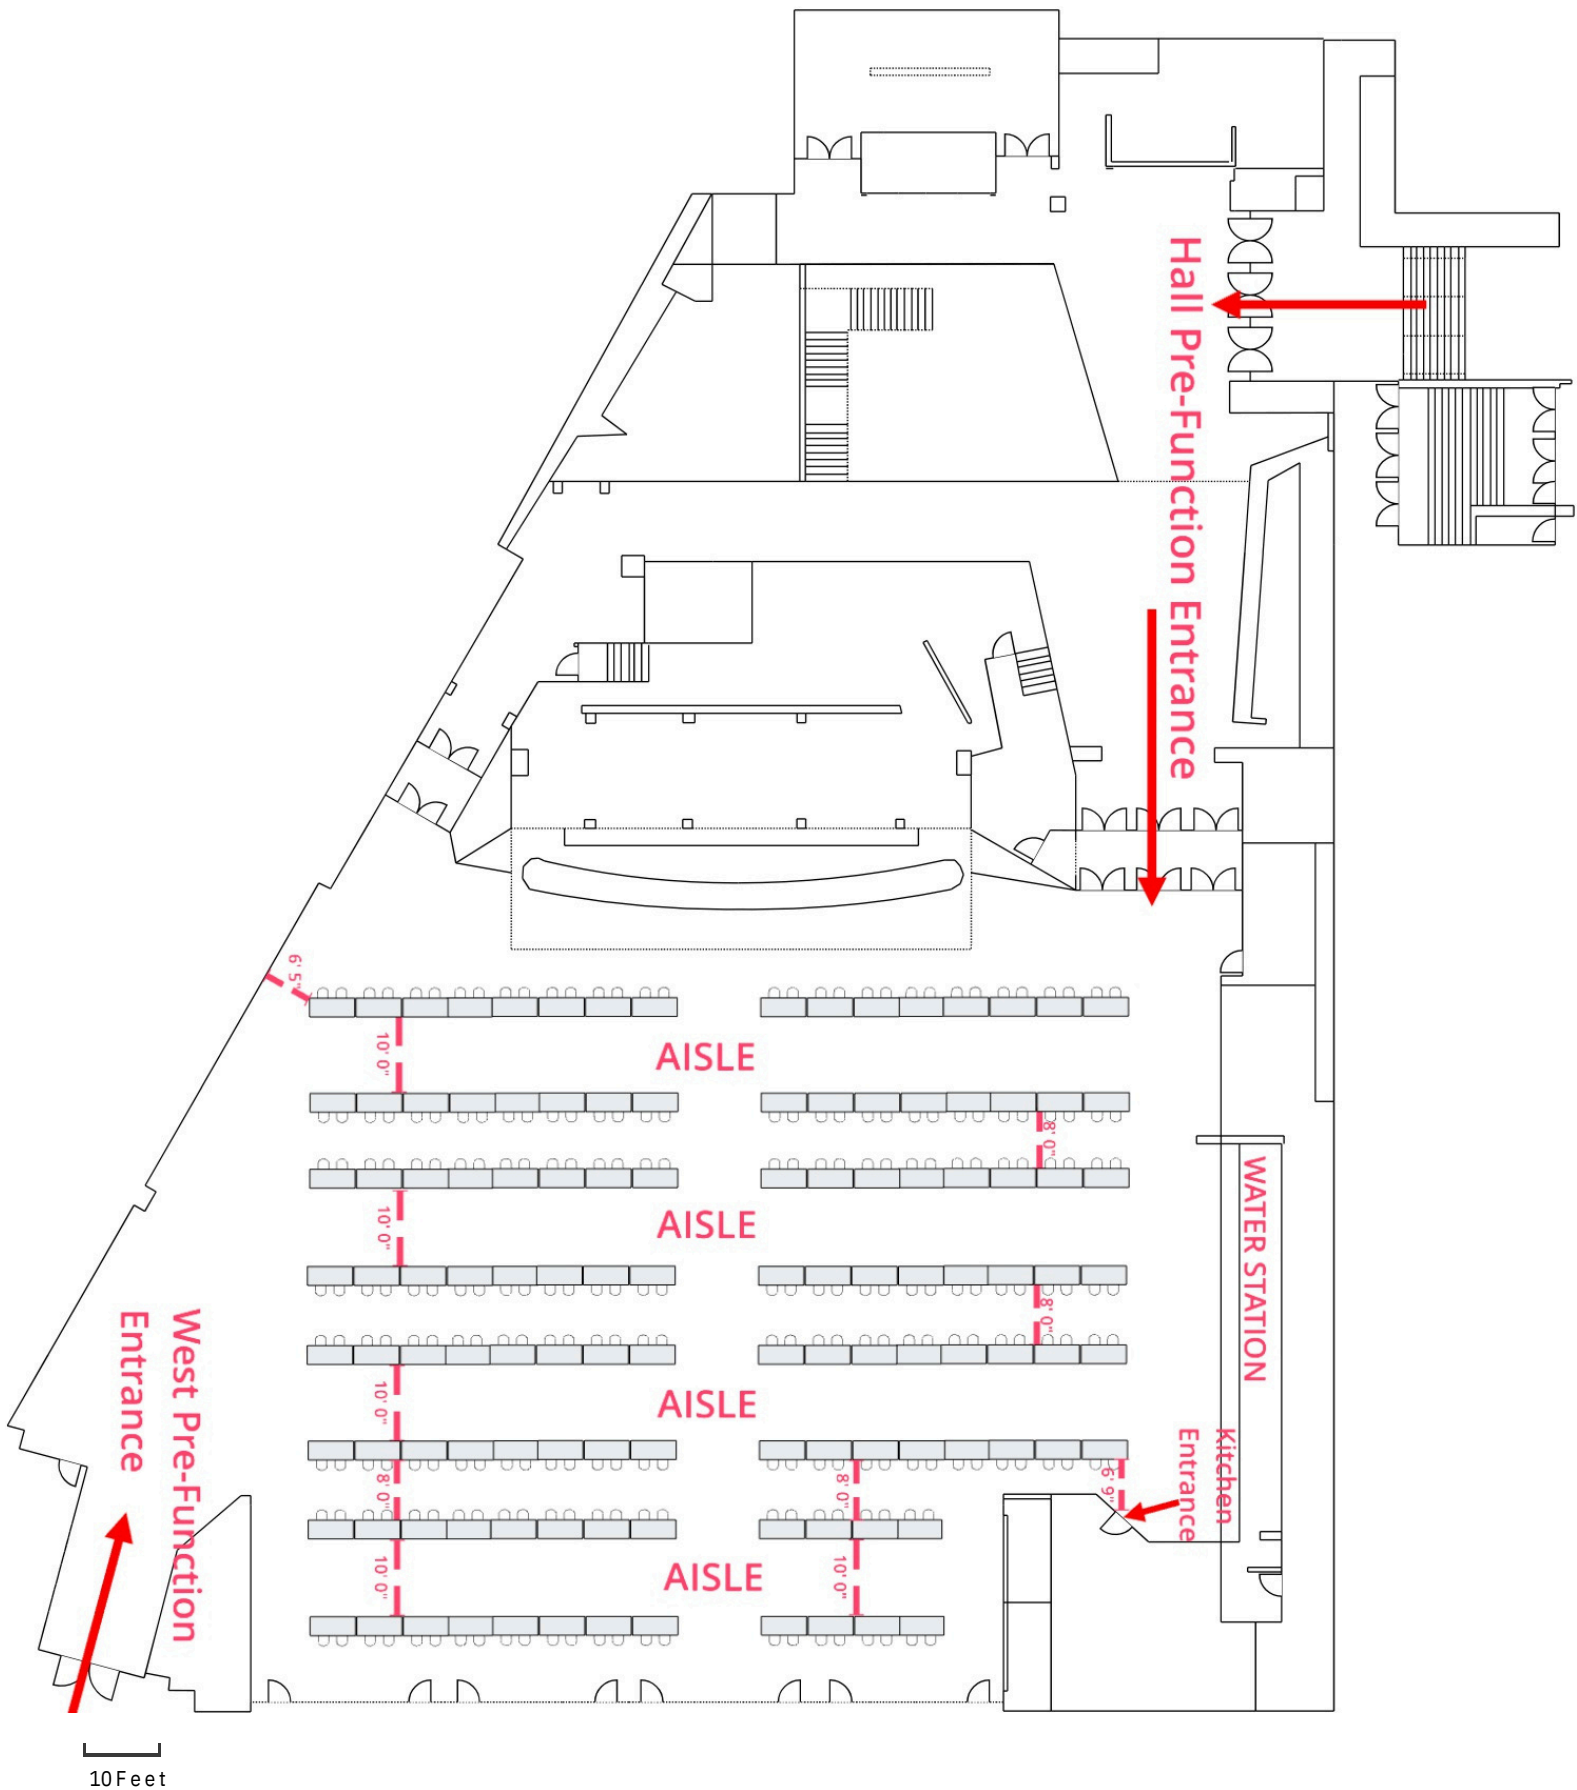 Hall Pre-Function Entrance
6' 5"
10' 0"
AISLE
8' 0"
WATER STATION
10' 0"
AISLE
8' 0"
West Pre-Function
Entrance
10' 0"
AISLE
Kitchen
Entrance
8' 0"
8' 0"
6' 9"
10' 0"
10' 0"
AISLE
10 Feet